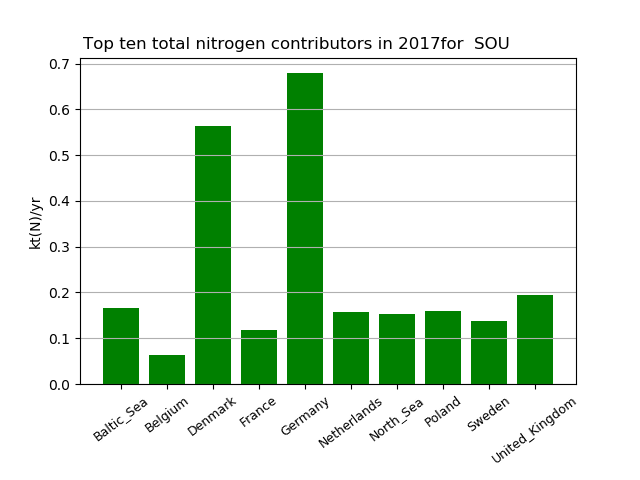 Top ten total nitrogen contributors in 2017for  SOU
0.7
0.6
0.5
0.4
0.3
0.2
0.1
0.0
kt(N)/yr
Baltic_Sea
Belgium
Denmark
France
Germany
Netherlands
North_Sea
Poland
Sweden
United_Kingdom